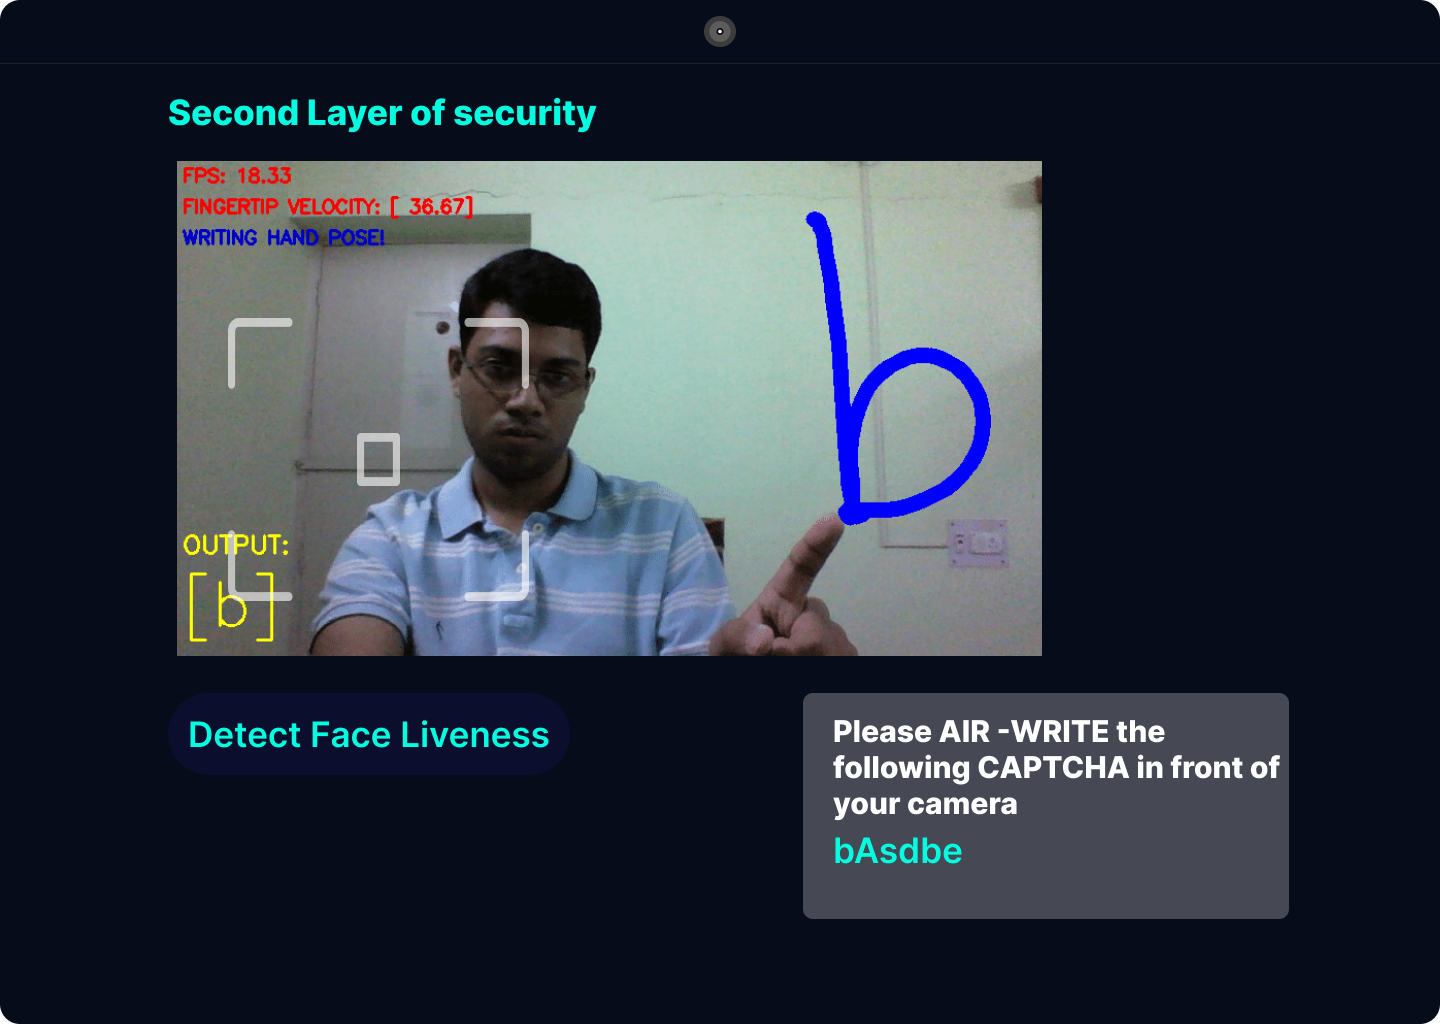 Second Layer of security
FPS: 18.33
FINGERTIP VELOCITY: [ 36.67]
WRITING HAND POSE!
b
OUTPUT:
[b]
Detect Face Liveness
Please AIR -WRITE the
following CAPTCHA in front of
your camera
bAsdbe